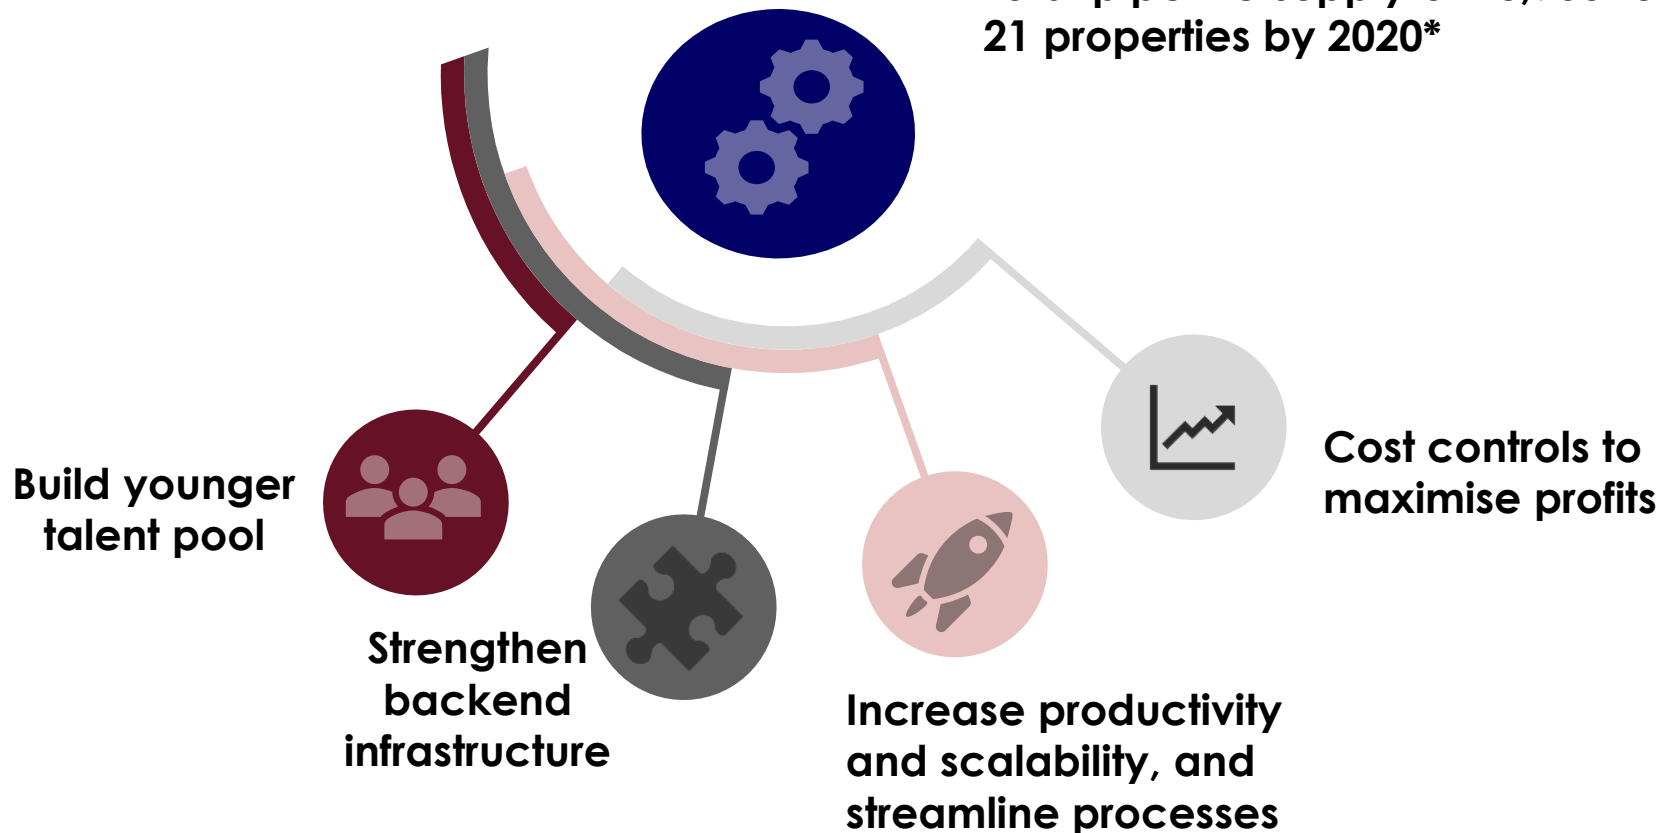 21 properties by 2020*
Build younger
talent pool
Strengthen
backend
infrastructure
Increase productivity
and scalability, and
streamline processes
Cost controls to
maximise profits